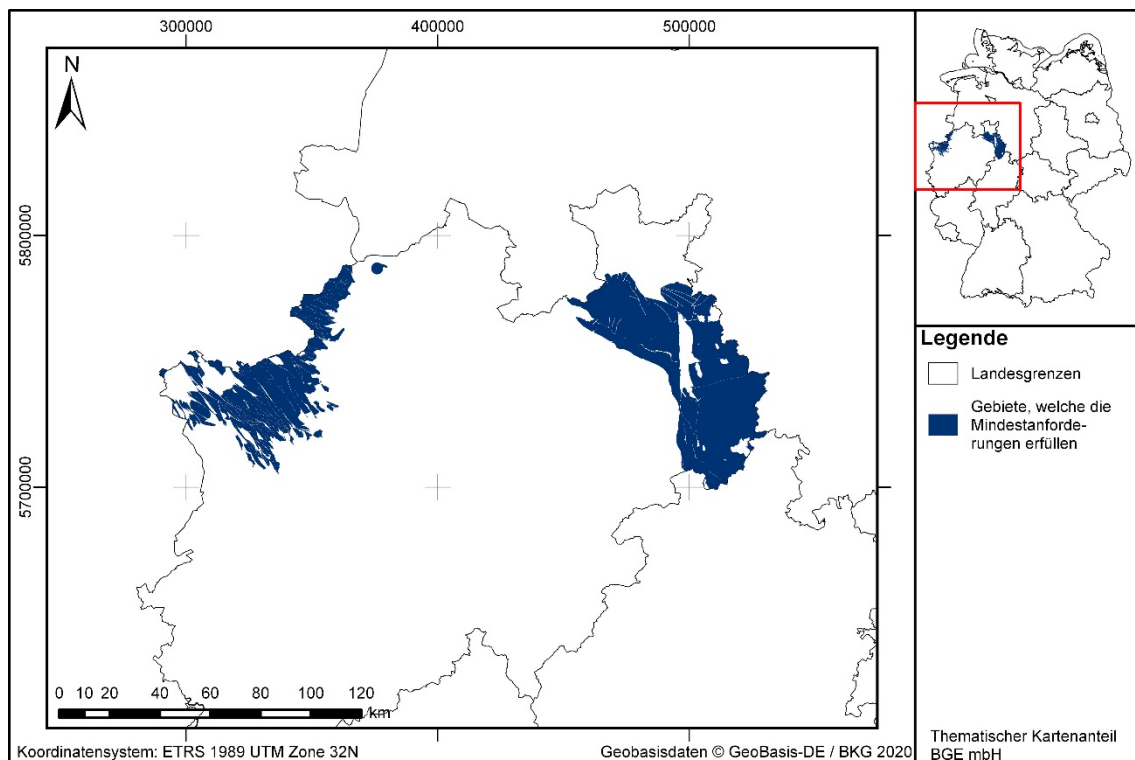 300000 400000 500000
N
5800000
5700000
0 10 20 40 60 80 100 120
km
Koordinatensystem: ETRS 1989 UTM Zone 32N
Geobasisdaten © GeoBasis-DE / BKG 2020
Legende
Landesgrenzen
Gebiete, welche die
Mindestanforde-
rungen erfüllen
Thematischer Kartenanteil
BGE mbH